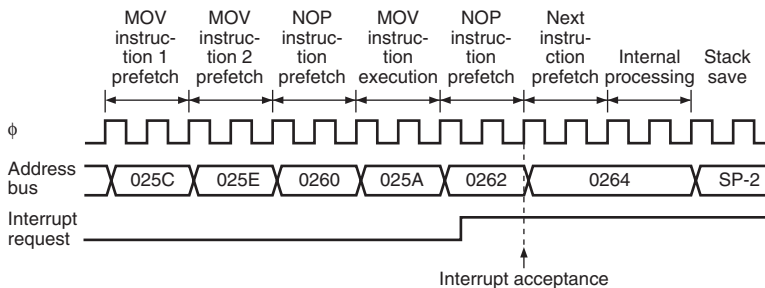 MOV instruc-tion 1 prefetch
MOV instruc-tion 2 prefetch
NOP instruc-tion prefetch
MOV instruc-tion execution
NOP instruc-tion prefetch
Next instru-ction prefetch
Internal processing
Stack save
φ
Address bus
025C 025E 0260 025A 0262 0264 SP-2
Interrupt request
Interrupt acceptance